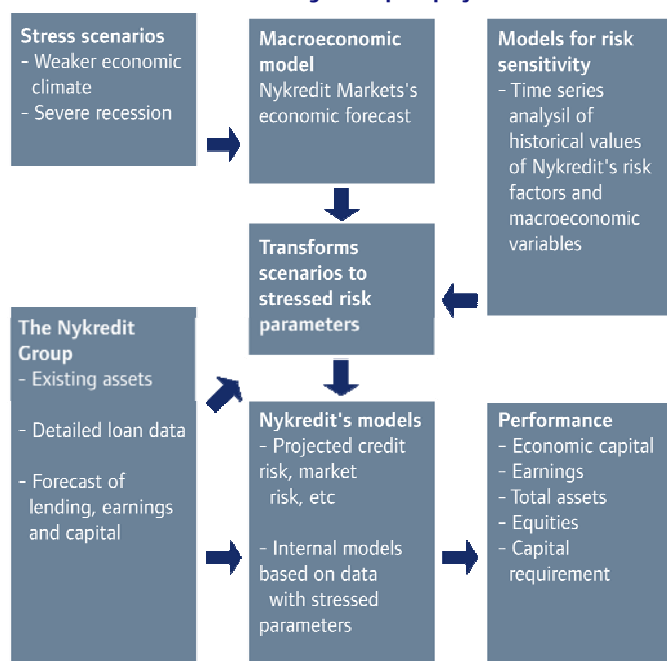 Stress scenarios
- Weaker economic
climate
- Severe recession
Macroeconomic
model
Nykredit Markets's
economic forecast
Models for risk
sensitivity
- Time series
analysil of
historical values
of Nykredit's risk
factors and
macroeconomic
variables
Transforms
scenarios to
stressed risk
parameters
The Nykredit
Group
- Existing assets
- Detailed loan data
- Forecast of
lending, earnings
and capital
Nykredit's models
- Projected credit
risk, market
risk, etc
- Internal models
based on data
with stressed
parameters
Performance
- Economic capital
- Earnings
- Total assets
- Equities
- Capital
requirement